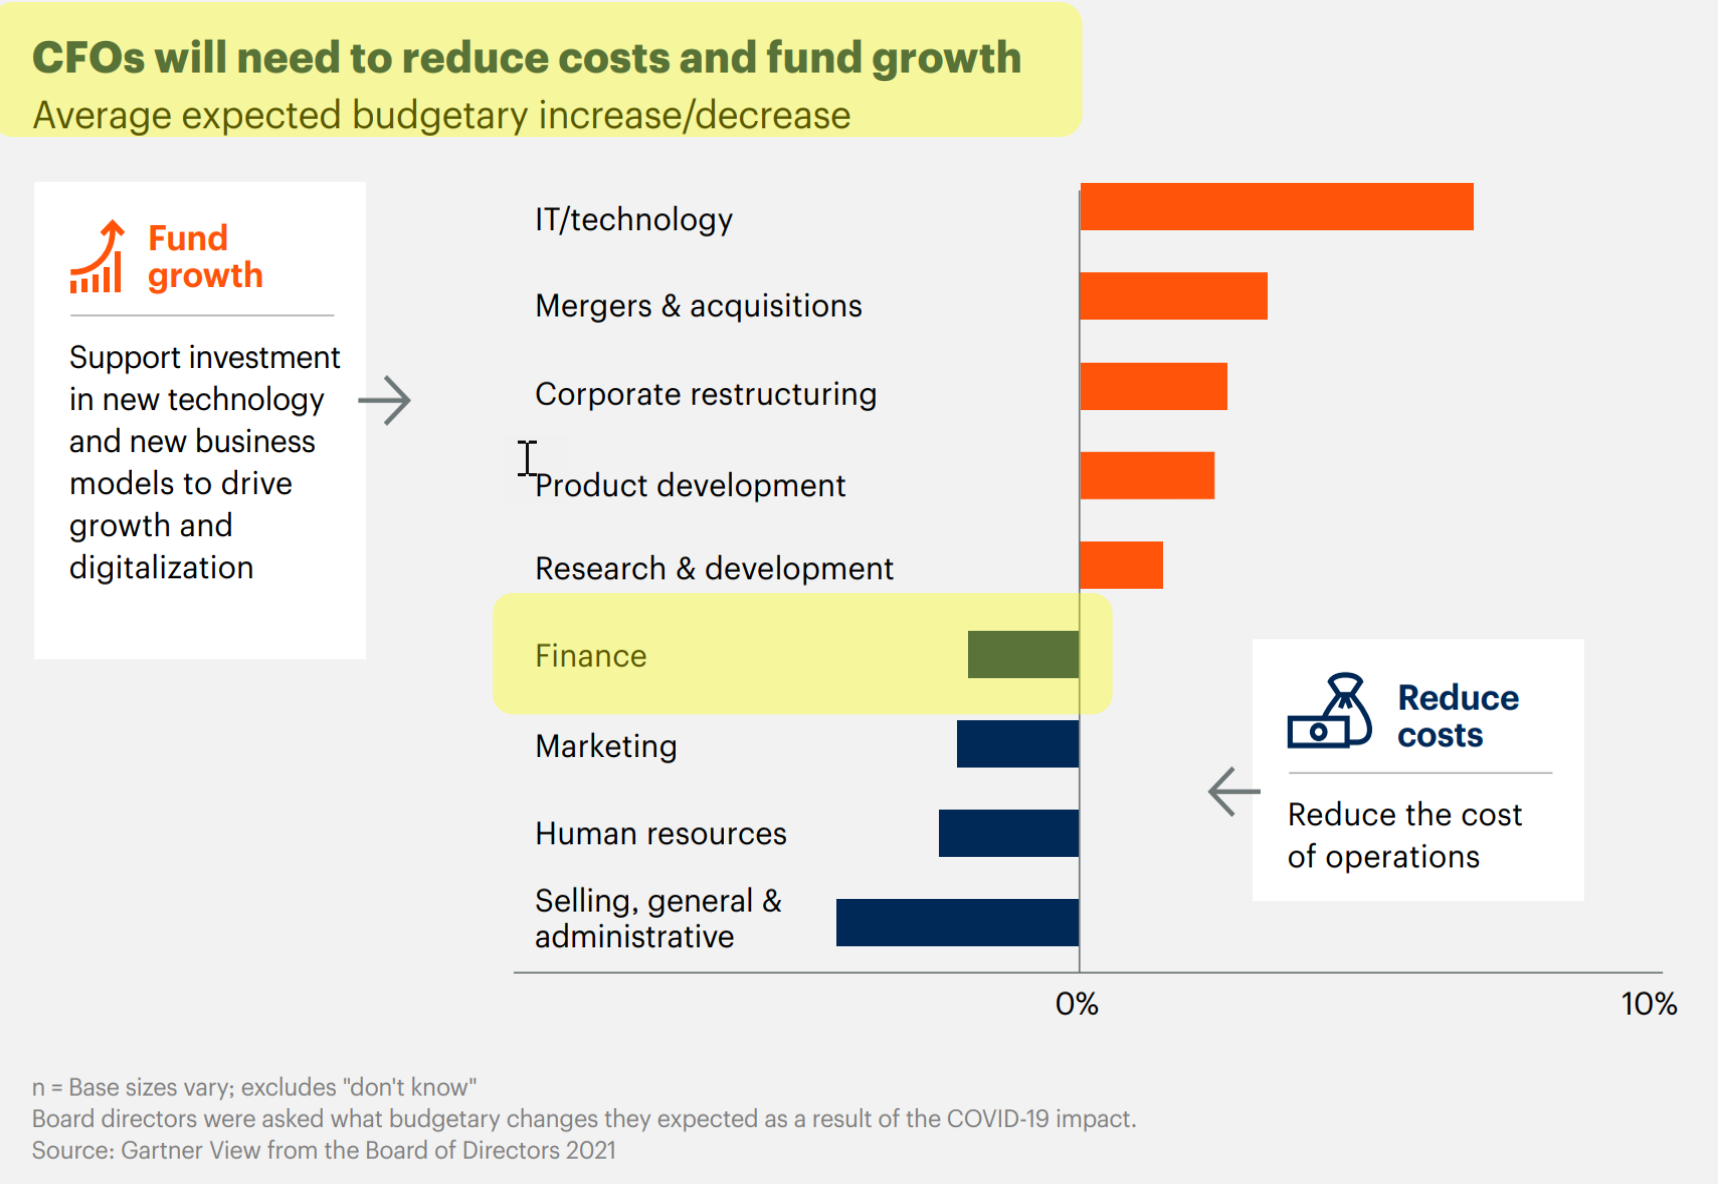 CFOs will need to reduce costs and fund growth
Average expected budgetary increase/decrease
Fund
growth
Support investment
in new technology
and new business
models to drive
growth and
digitalization
IT/technology
Mergers & acquisitions
Corporate restructuring
Product development
Research & development
Finance
Marketing
Human resources
Selling, general &
administrative
Reduce
costs
Reduce the cost
of operations
0%
10%
n = Base sizes vary; excludes "don't know"
Board directors were asked what budgetary changes they expected as a result of the COVID-19 impact.
Source: Gartner View from the Board of Directors 2021